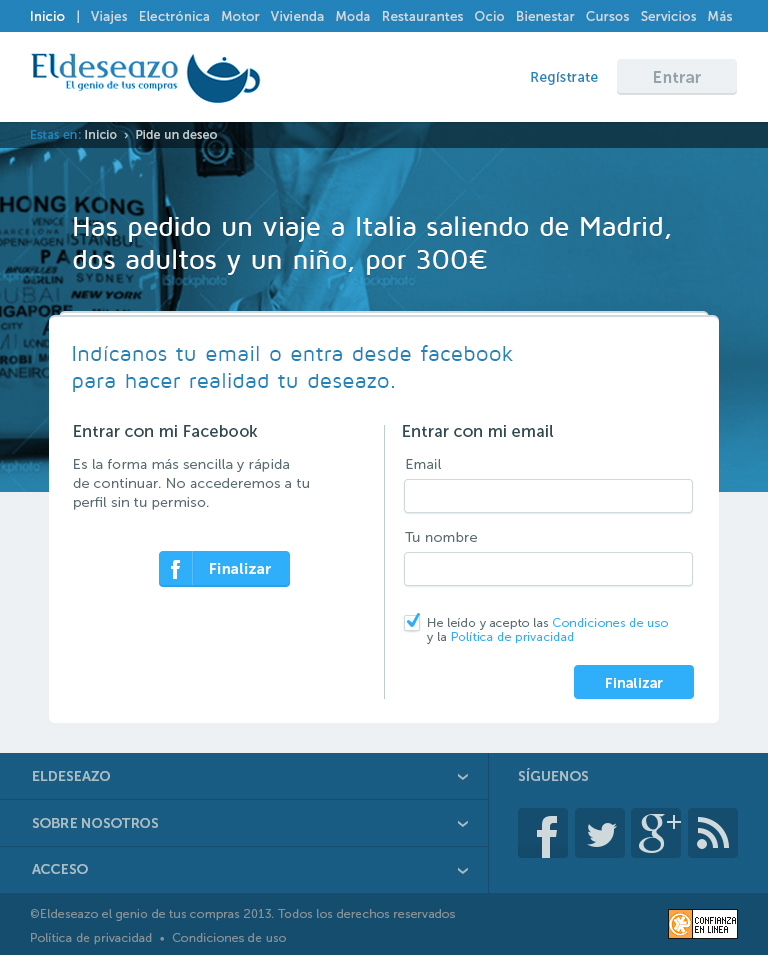 Inicio | Viajes Electrónica Motor Vivienda Moda Restaurantes Ocio Bienestar Cursos Servicios Más
Eldeseazo
El genio de tus compras
Regístrate
Entrar
Estas en: Inicio › Pide un deseo
HONG KONG
Has pedido un viaje a Italia saliendo de Madrid,
dos adultos y un niño, por 300€
ISTANBUL
NEW YORK
iStockphoto
Indícanos tu email o entra desde facebook
para hacer realidad tu deseazo.
Entrar con mi Facebook
Es la forma más sencilla y rápida
de continuar. No accederemos a tu
perfil sin tu permiso.
f Finalizar
Entrar con mi email
Email
Tu nombre
He leído y acepto las Condiciones de uso
y la Política de privacidad
Finalizar
ELDESEAZO
SOBRE NOSOTROS
ACCESO
SÍGUENOS
f g+
©Eldeseazo el genio de tus compras 2013. Todos los derechos reservados
Política de privacidad • Condiciones de uso
CONFIANZA
EN LINEA